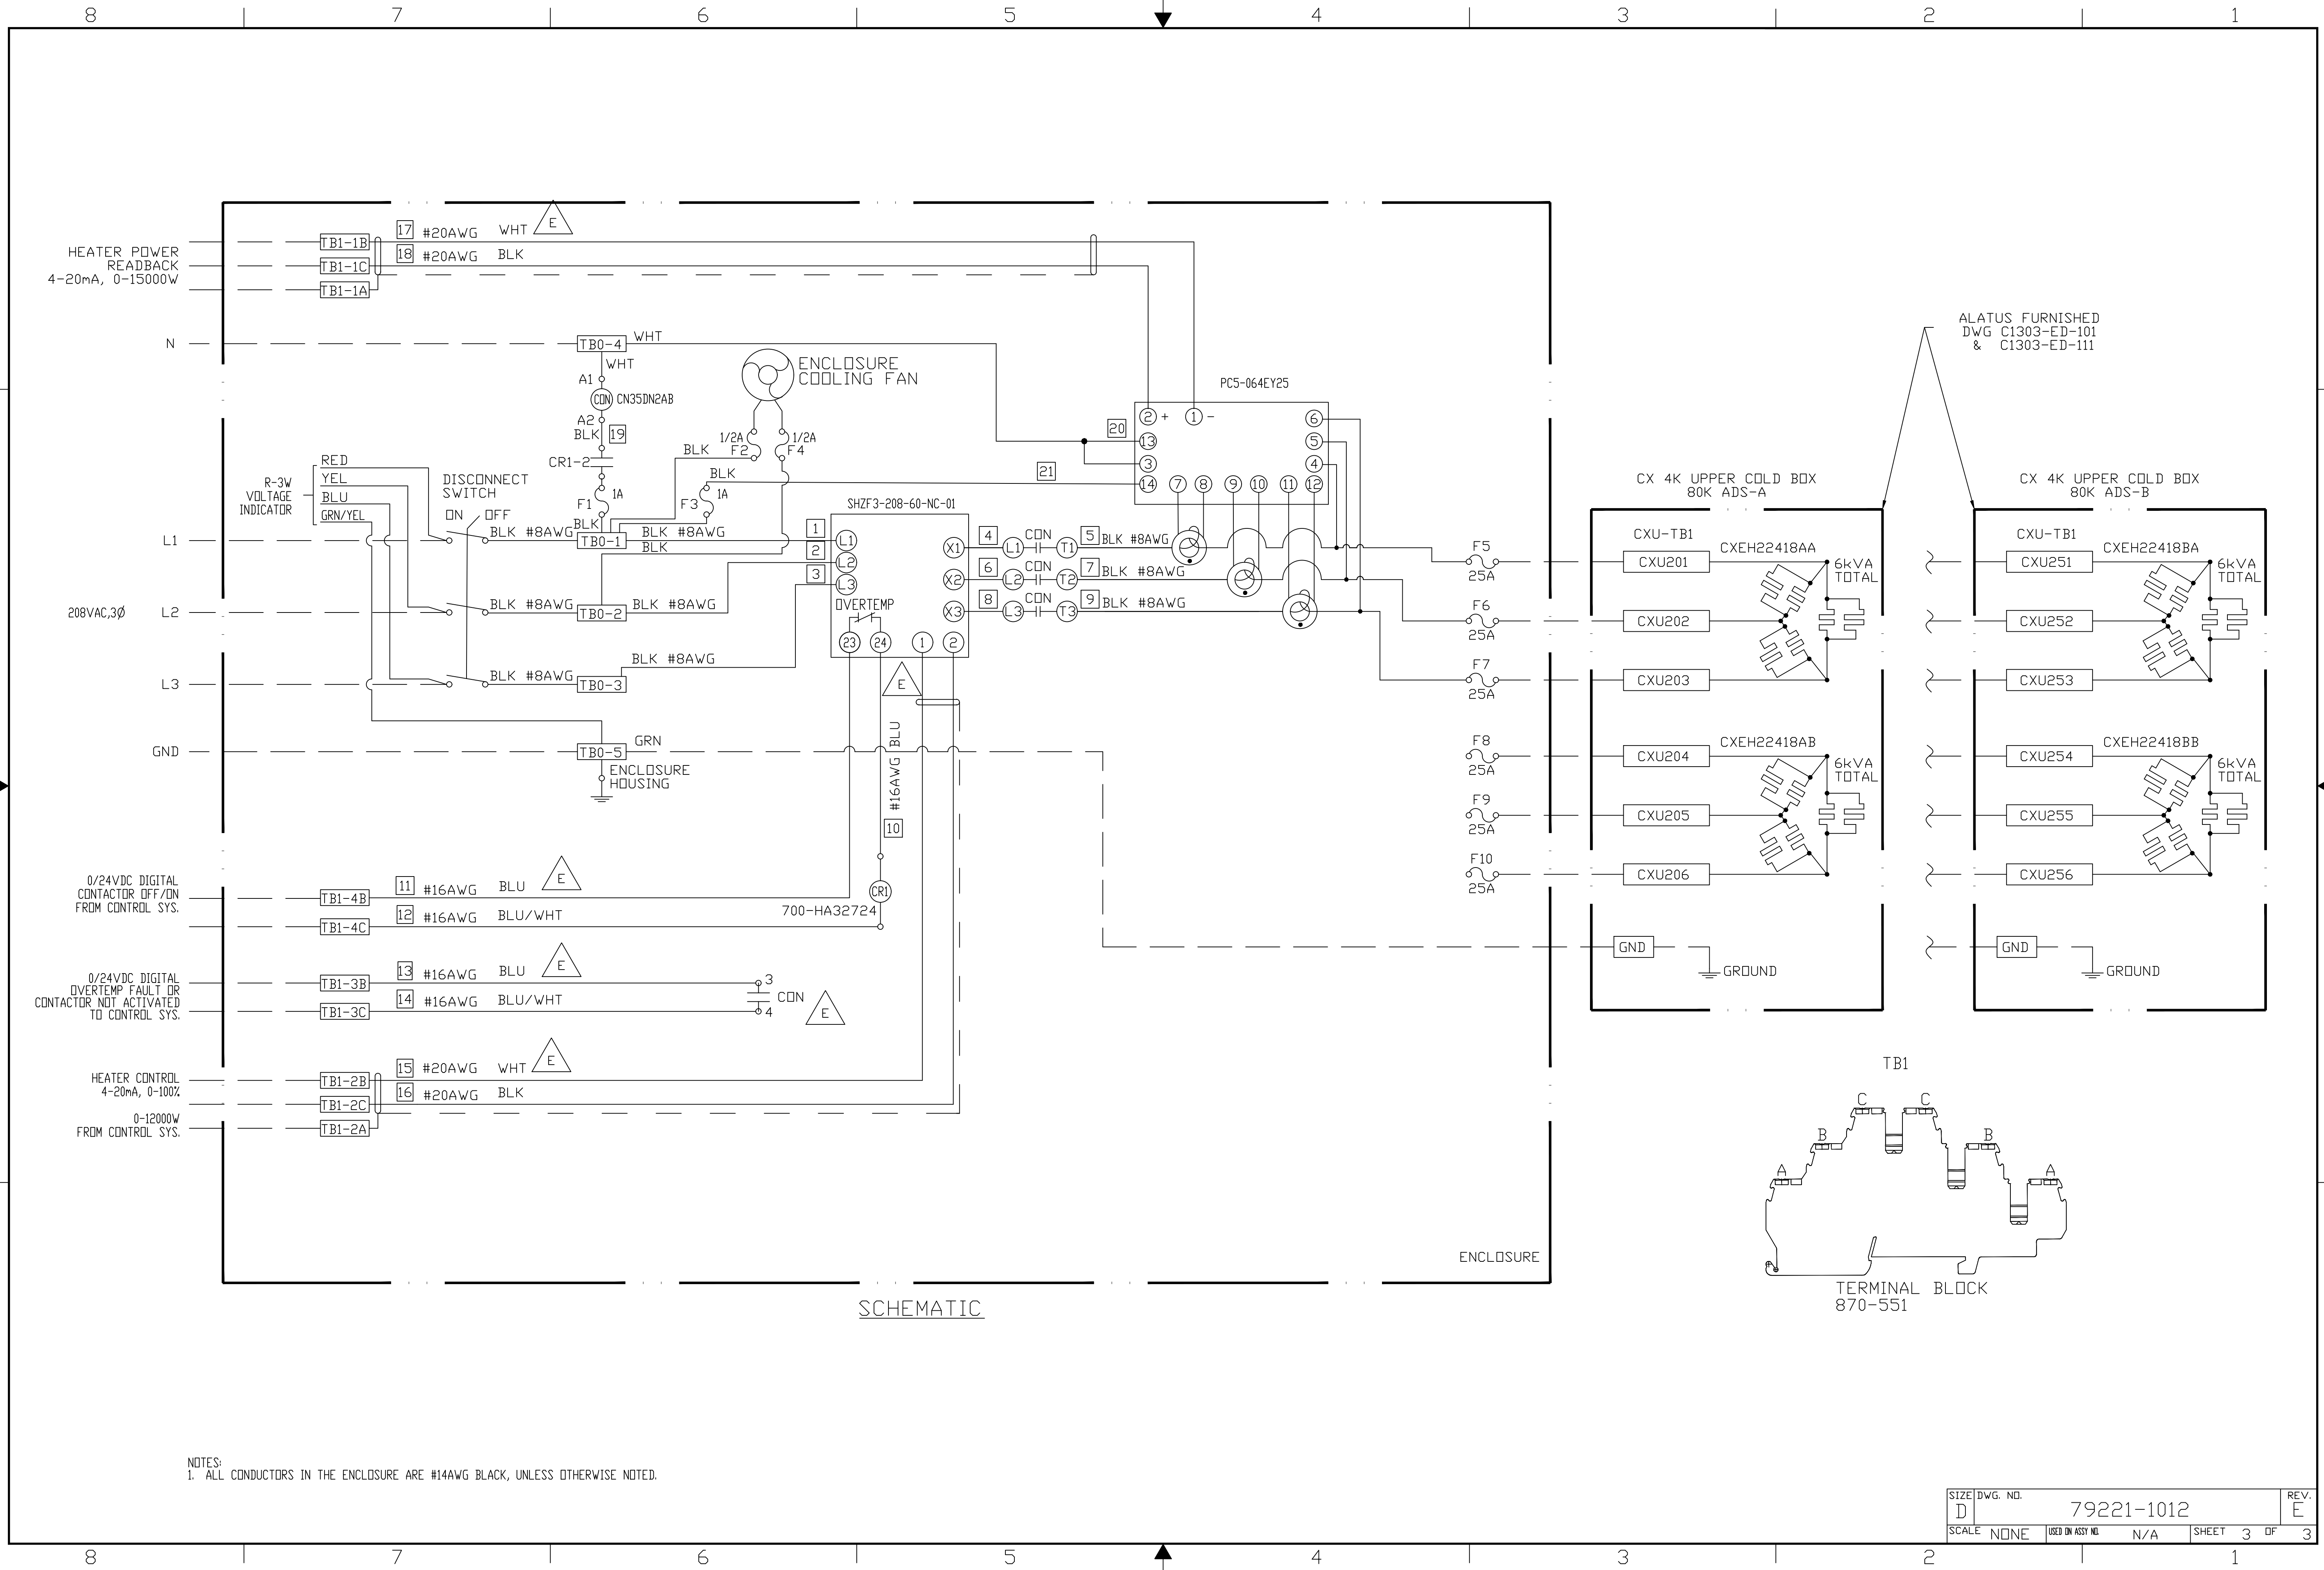 8 7 6 5 4 3 2 1
HEATER POWER
READBACK
4-20mA, 0-15000W
TB1-1B
TB1-1C
TB1-1A
17 #20AWG WHT
E
18 #20AWG BLK
N
TB0-4
WHT
WHT
A1
CON
CN35DN2AB
A2
BLK
19
CR1-2
F1
1A
BLK
ENCLOSURE
COOLING FAN
1/2A
F2
1/2A
F4
BLK
BLK
F3
1A
R-3W
VOLTAGE
INDICATOR
RED
YEL
BLU
GRN/YEL
DISCONNECT
SWITCH
ON OFF
L1
BLK #8AWG
TB0-1
BLK #8AWG
BLK
208VAC,3Ø
L2
BLK #8AWG
TB0-2
BLK #8AWG
L3
BLK #8AWG
TB0-3
BLK #8AWG
GND
TB0-5
GRN
ENCLOSURE
HOUSING
SHZF3-208-60-NC-01
1
2
3
L1
L2
L3
X1
X2
X3
OVERTEMP
23 24 1 2
E
4 L1 CON T1 5 BLK #8AWG
6 L2 CON T2 7 BLK #8AWG
8 L3 CON T3 9 BLK #8AWG
PC5-064EY25
2 + 1 -
20
13
3
21
14
7 8 9 10 11 12
6
5
4
#16AWG BLU
10
CR1
700-HA32724
0/24VDC DIGITAL
CONTACTOR OFF/ON
FROM CONTROL SYS.
TB1-4B
TB1-4C
11 #16AWG BLU
E
12 #16AWG BLU/WHT
0/24VDC DIGITAL
OVERTEMP FAULT OR
CONTACTOR NOT ACTIVATED
TO CONTROL SYS.
TB1-3B
TB1-3C
13 #16AWG BLU
E
14 #16AWG BLU/WHT
3
CON
4
E
HEATER CONTROL
4-20mA, 0-100%
0-12000W
FROM CONTROL SYS.
TB1-2B
TB1-2C
TB1-2A
15 #20AWG WHT
E
16 #20AWG BLK
F5
25A
F6
25A
F7
25A
F8
25A
F9
25A
F10
25A
ENCLOSURE
SCHEMATIC
ALATUS FURNISHED
DWG C1303-ED-101
& C1303-ED-111
CX 4K UPPER COLD BOX
80K ADS-A
CXU-TB1
CXU201
CXEH22418AA
6kVA
TOTAL
CXU202
CXU203
CXU204
CXEH22418AB
6kVA
TOTAL
CXU205
CXU206
GND
GROUND
CX 4K UPPER COLD BOX
80K ADS-B
CXU-TB1
CXU251
CXEH22418BA
6kVA
TOTAL
CXU252
CXU253
CXU254
CXEH22418BB
6kVA
TOTAL
CXU255
CXU256
GND
GROUND
TB1
C C
B B
A A
TERMINAL BLOCK
870-551
NOTES:
1. ALL CONDUCTORS IN THE ENCLOSURE ARE #14AWG BLACK, UNLESS OTHERWISE NOTED.
SIZE DWG. NO. REV.
D 79221-1012 E
SCALE NONE USED ON ASSY NO. N/A SHEET 3 OF 3
8 7 6 5 4 3 2 1